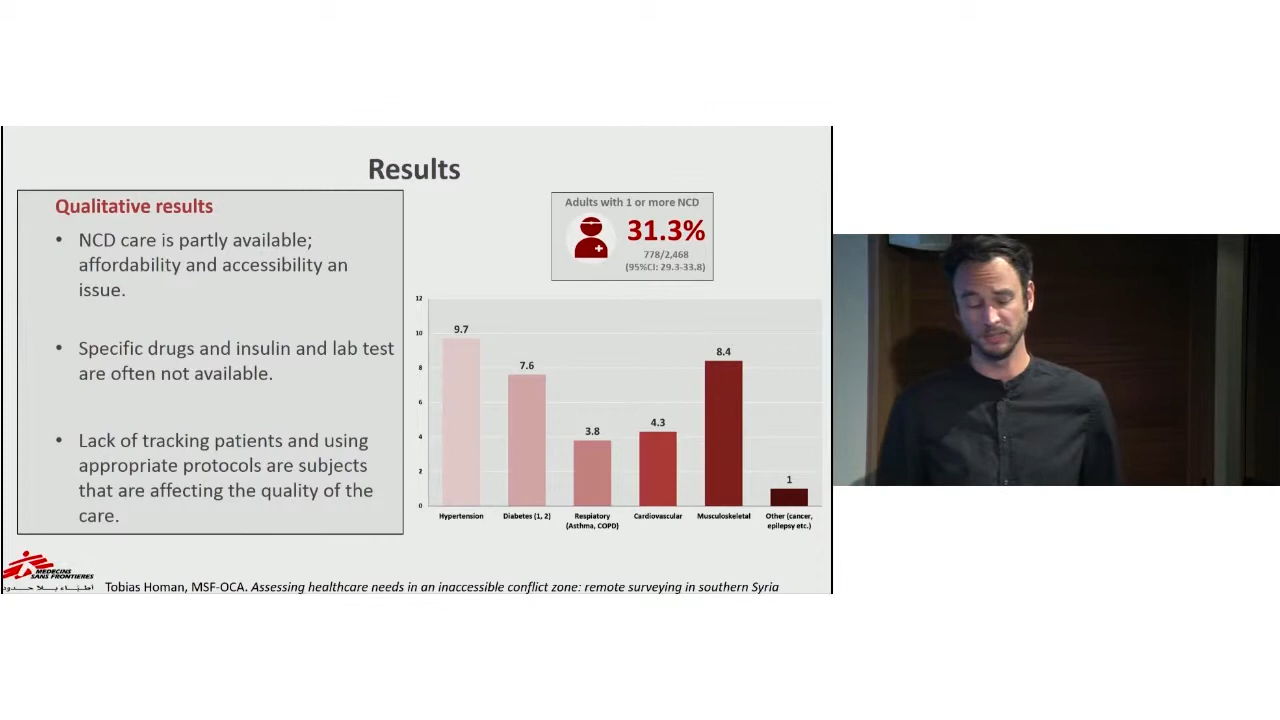 Results
Qualitative results
• NCD care is partly available;
affordability and accessibility an
issue.
• Specific drugs and insulin and lab test
are often not available.
• Lack of tracking patients and using
appropriate protocols are subjects
that are affecting the quality of the
care.
Adults with 1 or more NCD
31.3%
778/2,468
(95%CI: 29.3-33.8)
12
10
8
6
4
2
0
9.7
7.6
3.8
4.3
8.4
1
Hypertension
Diabetes (1, 2)
Respiratory
(Asthma, COPD)
Cardiovascular
Musculoskeletal
Other (cancer,
epilepsy etc.)
MEDECINS
SANS FRONTIERES
أطباء بلا حدود
Tobias Homan, MSF-OCA. Assessing healthcare needs in an inaccessible conflict zone: remote surveying in southern Syria